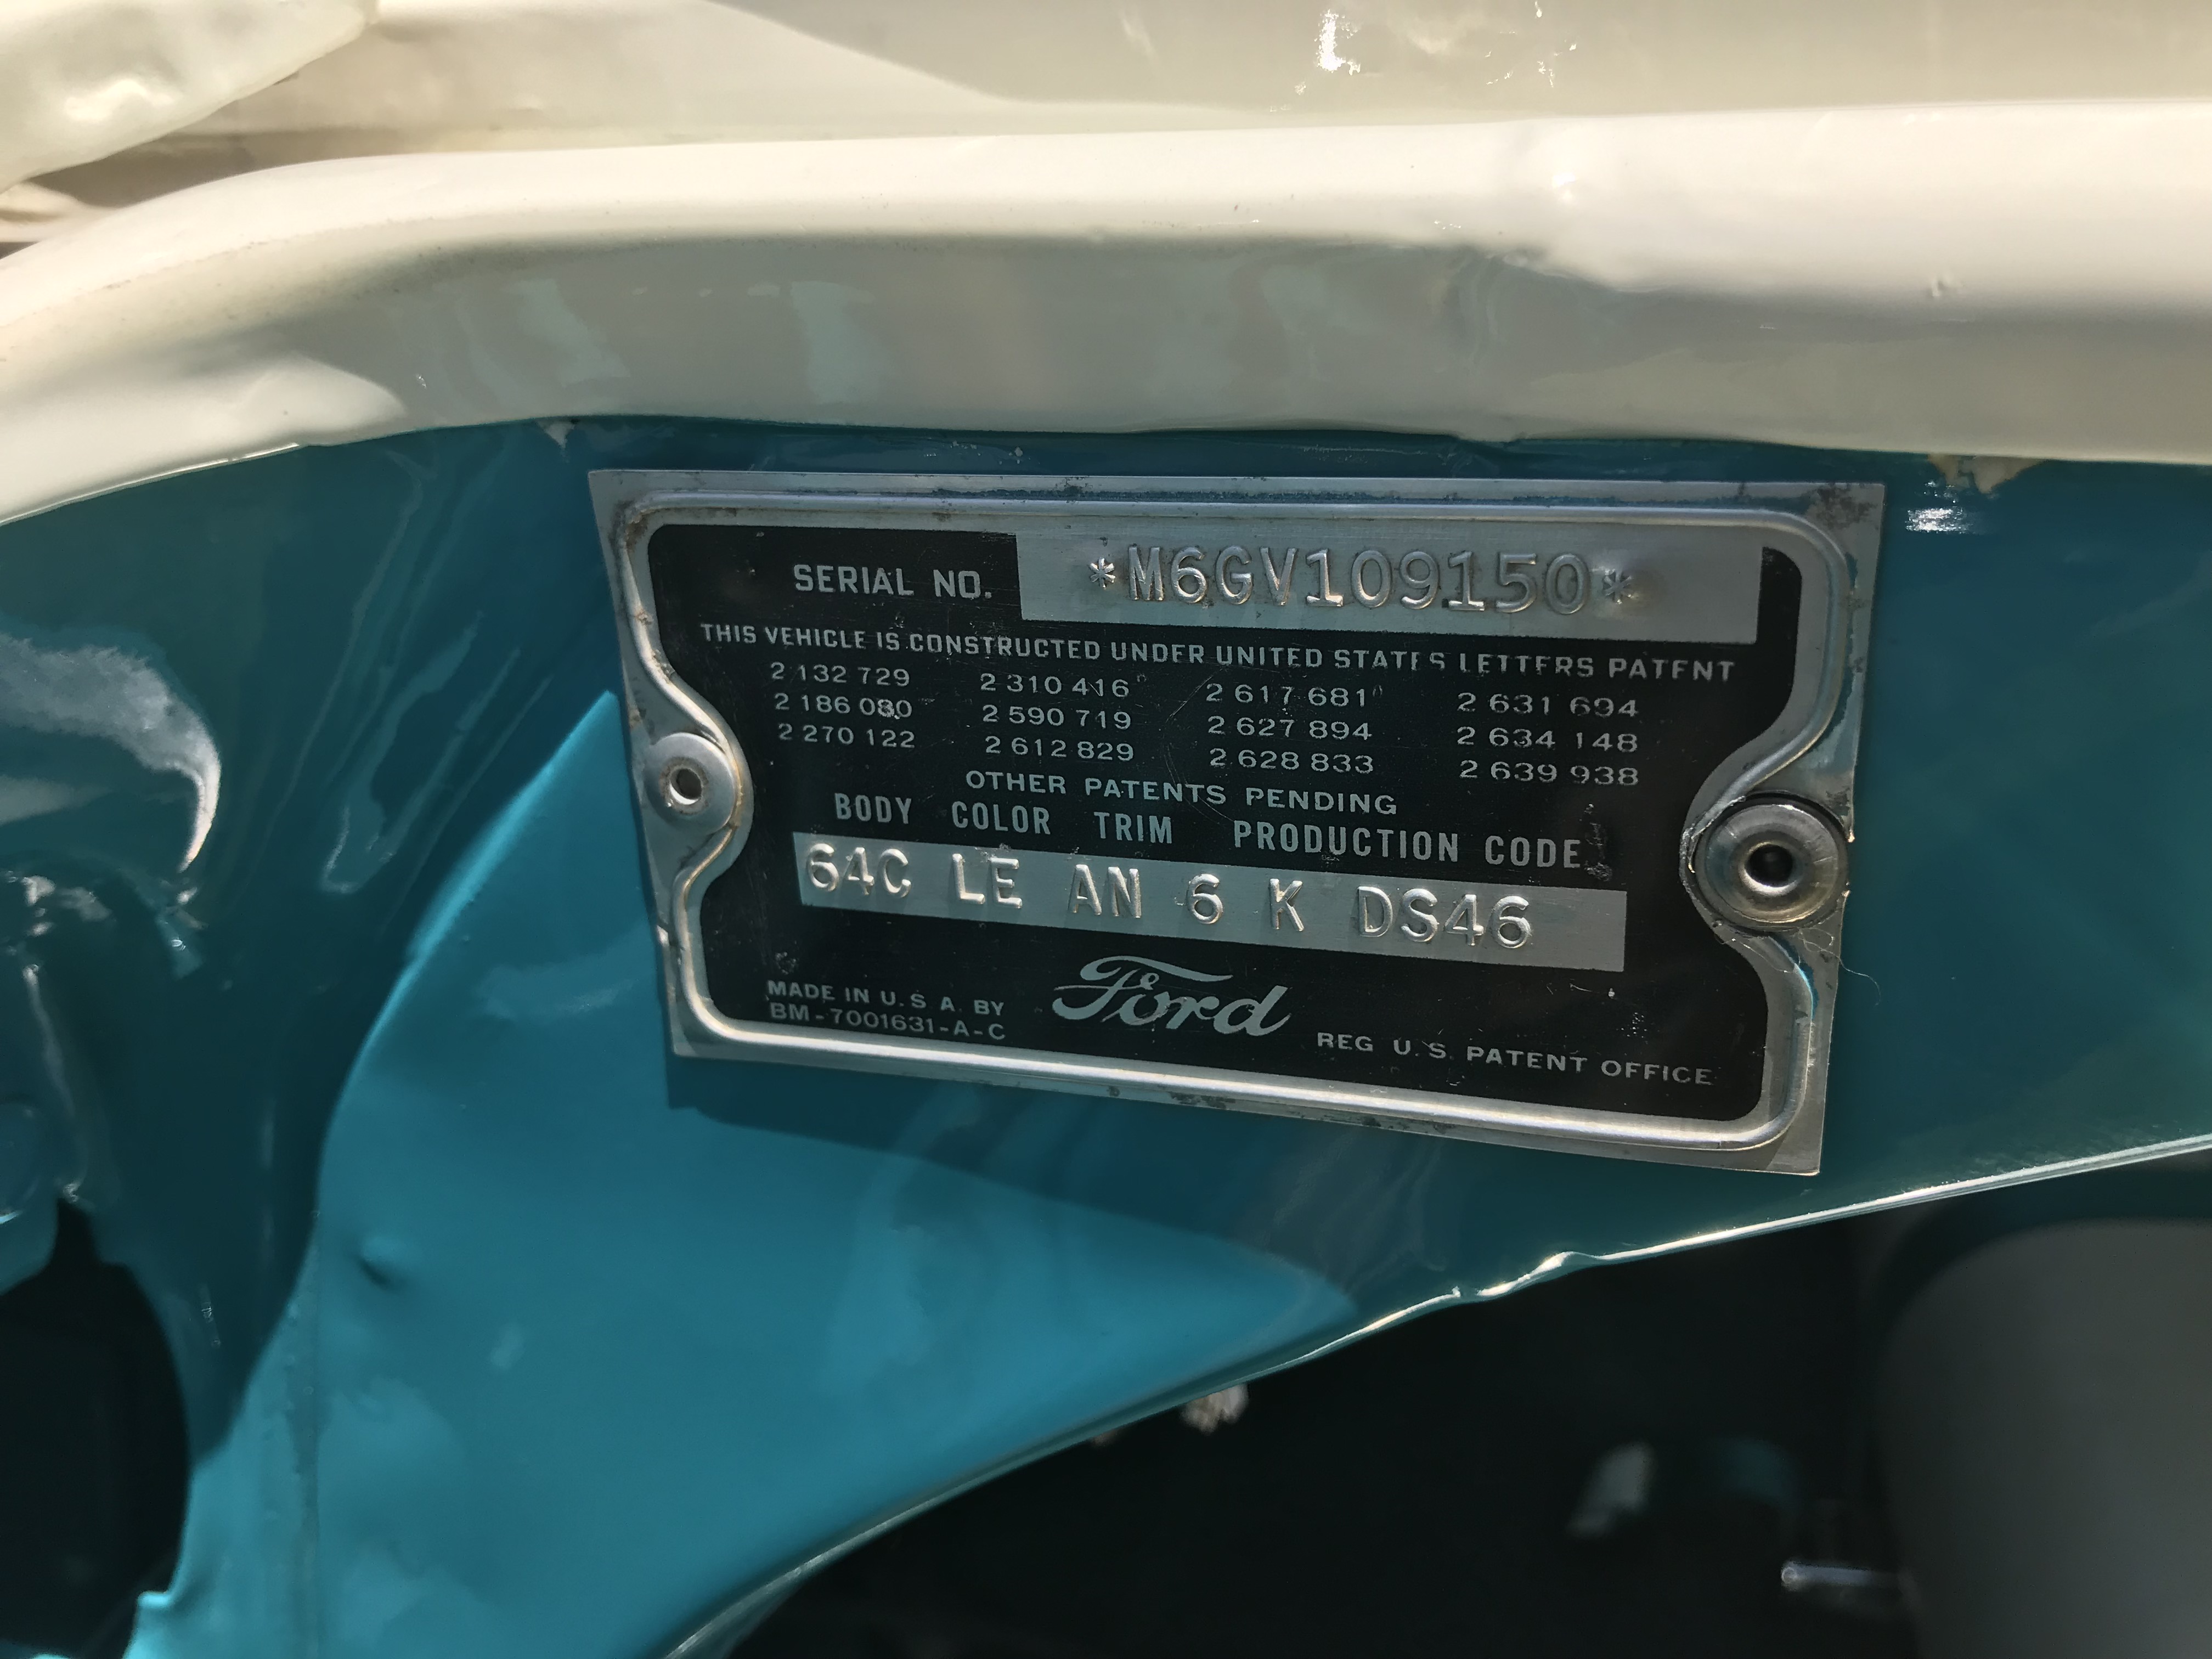 SERIAL NO. *M6GV109150*
THIS VEHICLE IS CONSTRUCTED UNDER UNITED STATES LETTERS PATENT
2 132 729 2 310 416 2 617 681 2 631 694
2 186 080 2 590 719 2 627 894 2 634 148
2 270 122 2 612 829 2 628 833 2 639 938
OTHER PATENTS PENDING
BODY COLOR TRIM PRODUCTION CODE
64C LE AN 6 K DS46
MADE IN U.S.A. BY
BM-7001631-A-C
Ford
REG U.S. PATENT OFFICE